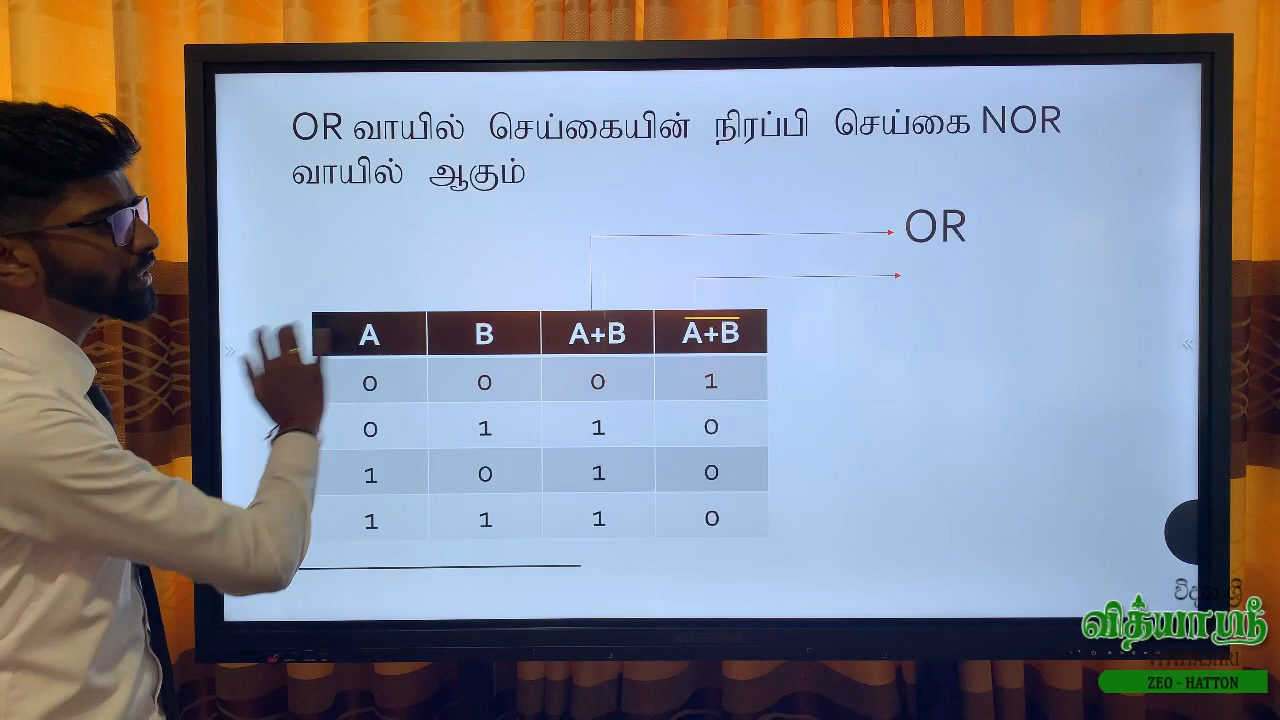 OR வாயில் செய்கையின் நிரப்பி செய்கை NOR
வாயில் ஆகும்
OR
A B A+B A+B
0 0 0 1
0 1 1 0
1 0 1 0
1 1 1 0
විද්‍යා ශ්‍රී
வித்யா ஸ்ரீ
VITHYASHRI
ZEO - HATTON